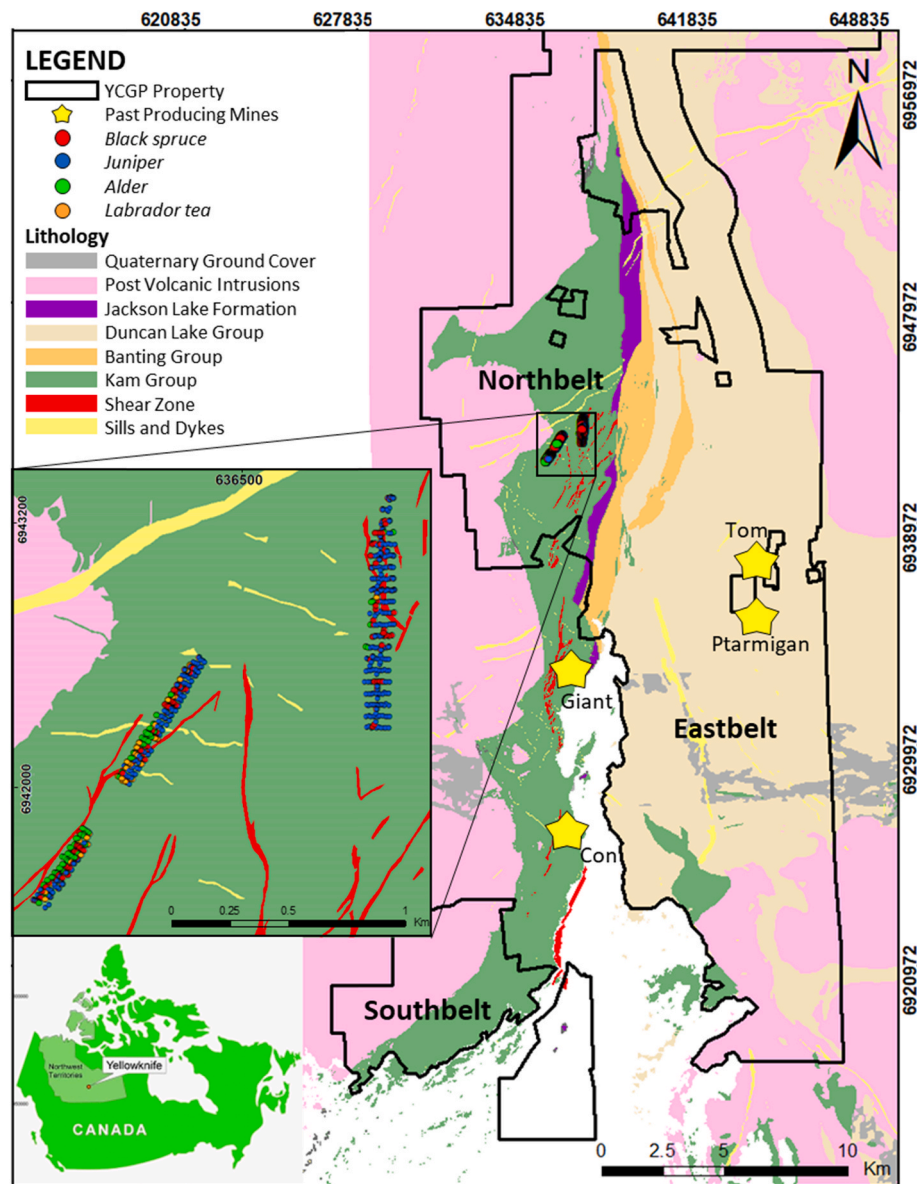 620835 627835 634835 641835 648835
LEGEND
YCGP Property
Past Producing Mines
Black spruce
Juniper
Alder
Labrador tea
Lithology
Quaternary Ground Cover
Post Volcanic Intrusions
Jackson Lake Formation
Duncan Lake Group
Banting Group
Kam Group
Shear Zone
Sills and Dykes
N
6956972
6947972
6938972
6929972
6920972
Northbelt
Tom
Ptarmigan
Giant
Eastbelt
Con
Southbelt
636500
6943200
6942000
0 0.25 0.5 1
Km
Northwest
Territories
Yellowknife
CANADA
0 2.5 5 10
Km